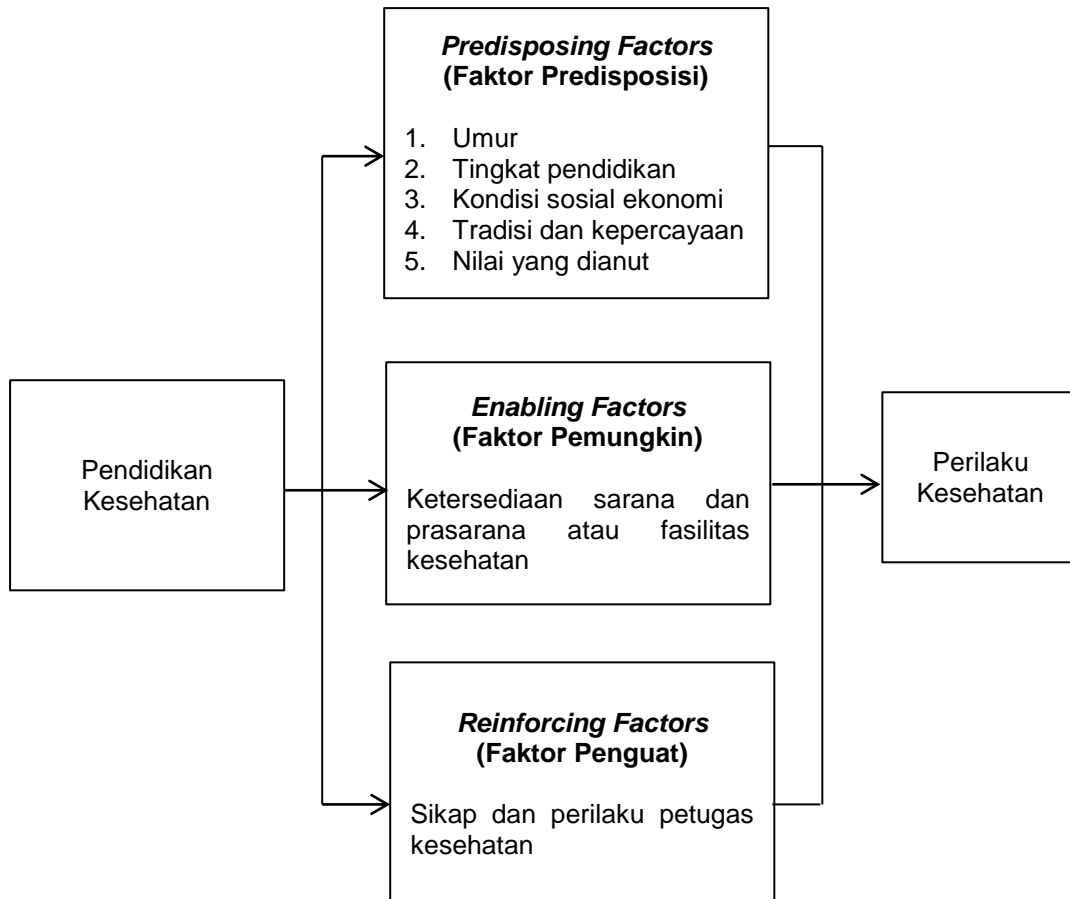 Predisposing Factors
(Faktor Predisposisi)
1. Umur
2. Tingkat pendidikan
3. Kondisi sosial ekonomi
4. Tradisi dan kepercayaan
5. Nilai yang dianut
Pendidikan
Kesehatan
Enabling Factors
(Faktor Pemungkin)
Ketersediaan sarana dan
prasarana atau fasilitas
kesehatan
Perilaku
Kesehatan
Reinforcing Factors
(Faktor Penguat)
Sikap dan perilaku petugas
kesehatan